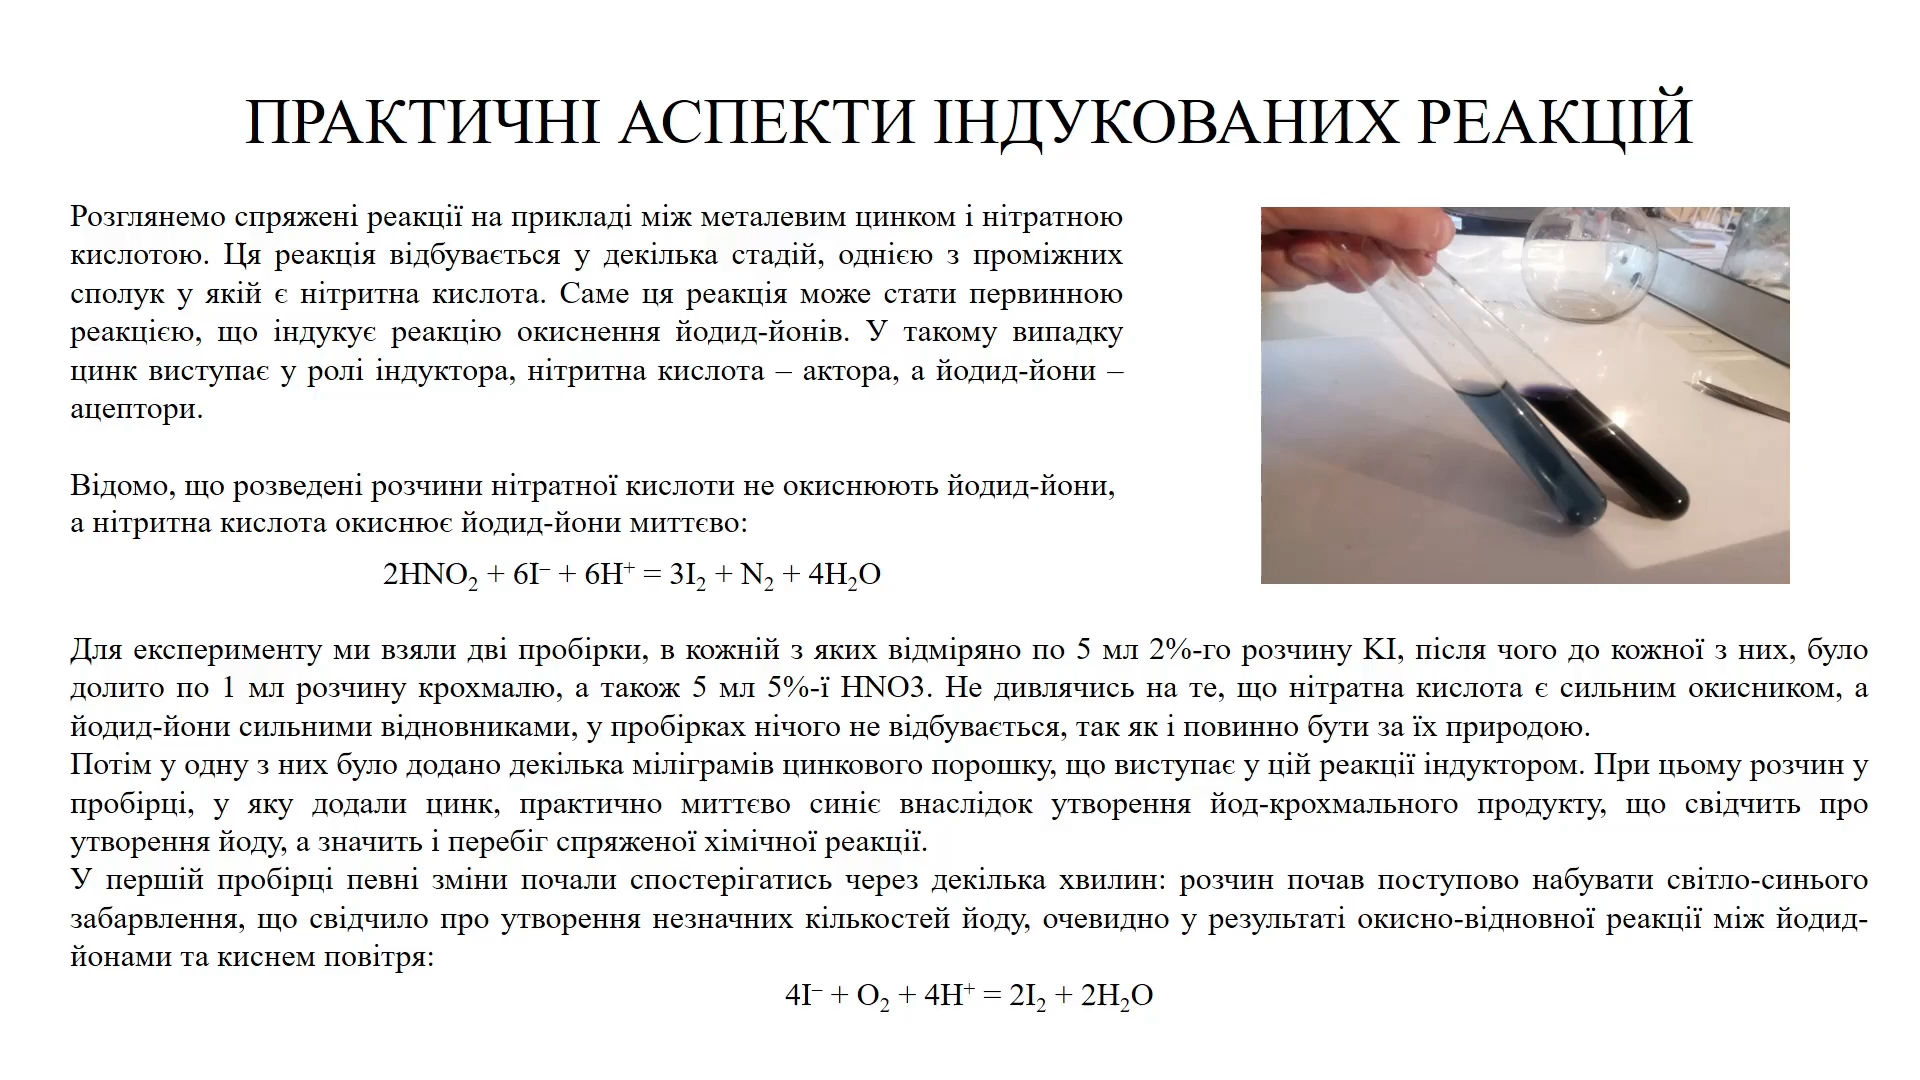 ПРАКТИЧНІ АСПЕКТИ ІНДУКОВАНИХ РЕАКЦІЙ
Розглянемо спряжені реакції на прикладі між металевим цинком і нітратною
кислотою. Ця реакція відбувається у декілька стадій, однією з проміжних
сполук у якій є нітритна кислота. Саме ця реакція може стати первинною
реакцією, що індукує реакцію окиснення йодид-йонів. У такому випадку
цинк виступає у ролі індуктора, нітритна кислота – актора, а йодид-йони –
ацептори.
Відомо, що розведені розчини нітратної кислоти не окиснюють йодид-йони,
а нітритна кислота окиснює йодид-йони миттєво:
2HNO₂ + 6I⁻ + 6H⁺ = 3I₂ + N₂ + 4H₂O
Для експерименту ми взяли дві пробірки, в кожній з яких відміряно по 5 мл 2%-го розчину KI, після чого до кожної з них, було
долито по 1 мл розчину крохмалю, а також 5 мл 5%-ї HNO3. Не дивлячись на те, що нітратна кислота є сильним окисником, а
йодид-йони сильними відновниками, у пробірках нічого не відбувається, так як і повинно бути за їх природою.
Потім у одну з них було додано декілька міліграмів цинкового порошку, що виступає у цій реакції індуктором. При цьому розчин у
пробірці, у яку додали цинк, практично миттєво синіє внаслідок утворення йод-крохмального продукту, що свідчить про
утворення йоду, а значить і перебіг спряженої хімічної реакції.
У першій пробірці певні зміни почали спостерігатись через декілька хвилин: розчин почав поступово набувати світло-синього
забарвлення, що свідчило про утворення незначних кількостей йоду, очевидно у результаті окисно-відновної реакції між йодид-
йонами та киснем повітря:
4I⁻ + O₂ + 4H⁺ = 2I₂ + 2H₂O